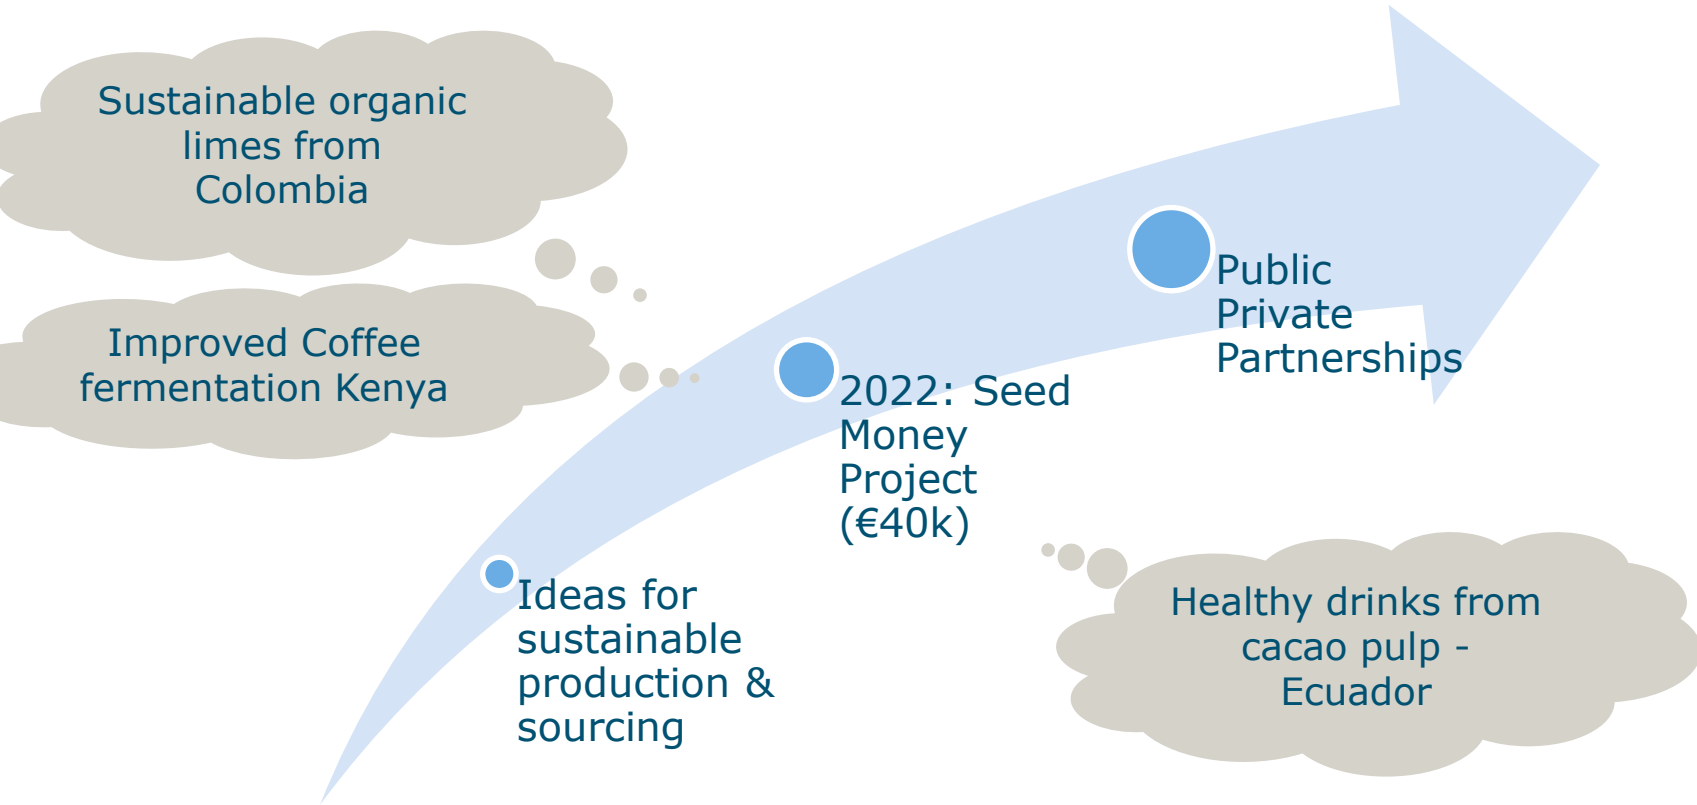 Sustainable organic
limes from
Colombia
Improved Coffee
fermentation Kenya
Public
Private
Partnerships
2022: Seed
Money
Project
(€40k)
Ideas for
sustainable
production &
sourcing
Healthy drinks from
cacao pulp -
Ecuador